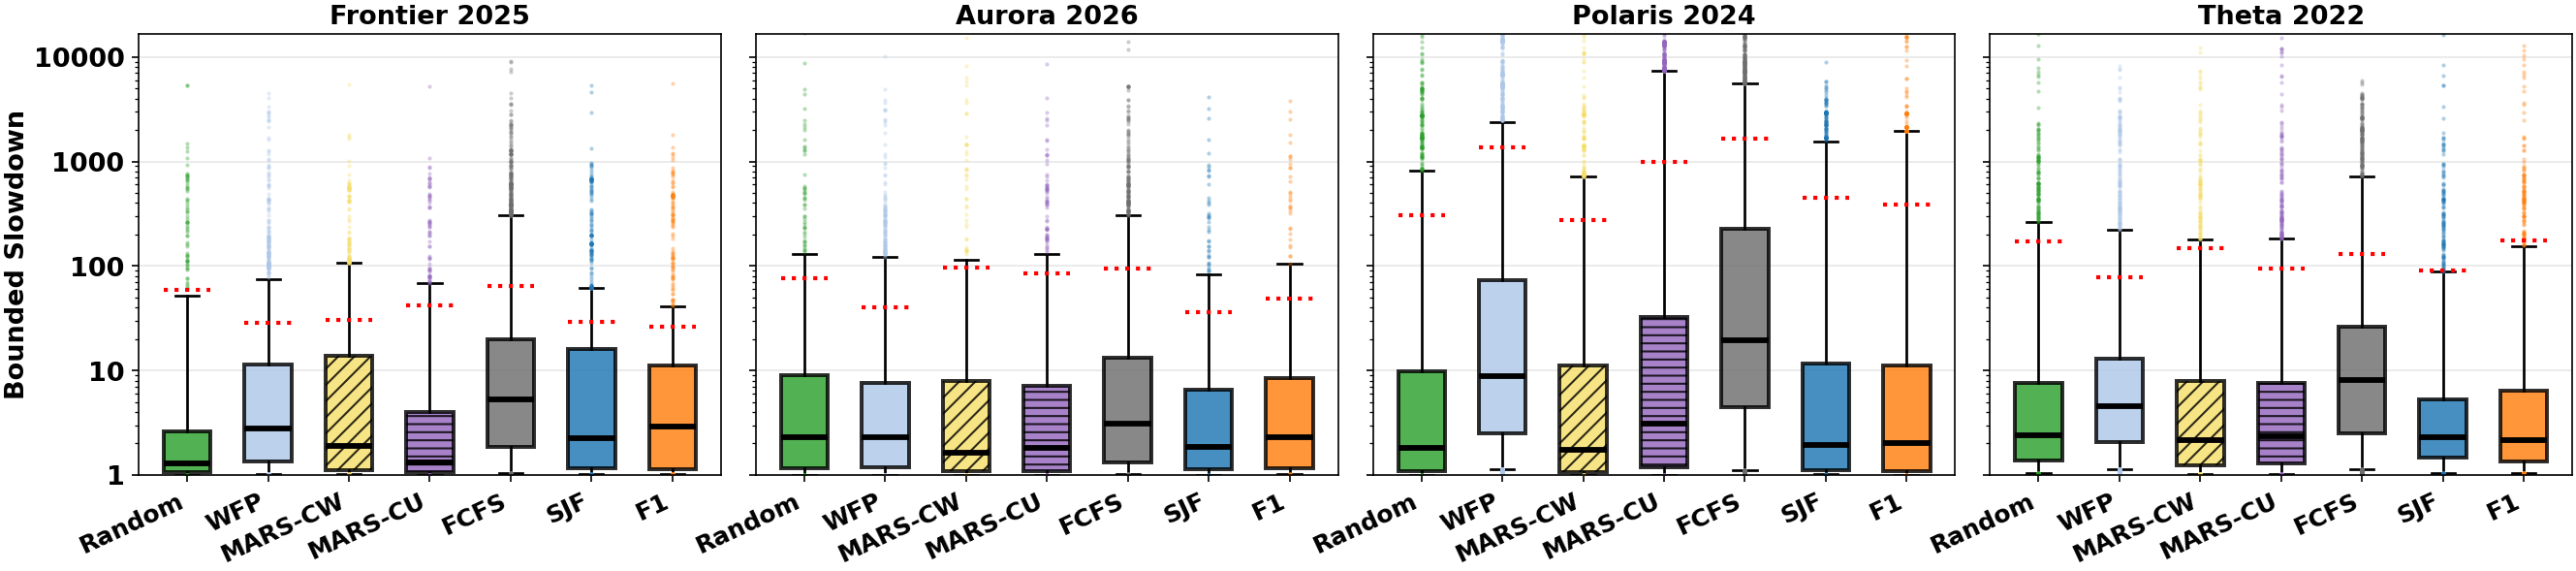 Frontier 2025
Aurora 2026
Polaris 2024
Theta 2022
Bounded Slowdown
10000
1000
100
10
1
Random WFP MARS-CW MARS-CU FCFS SJF F1
Random WFP MARS-CW MARS-CU FCFS SJF F1
Random WFP MARS-CW MARS-CU FCFS SJF F1
Random WFP MARS-CW MARS-CU FCFS SJF F1